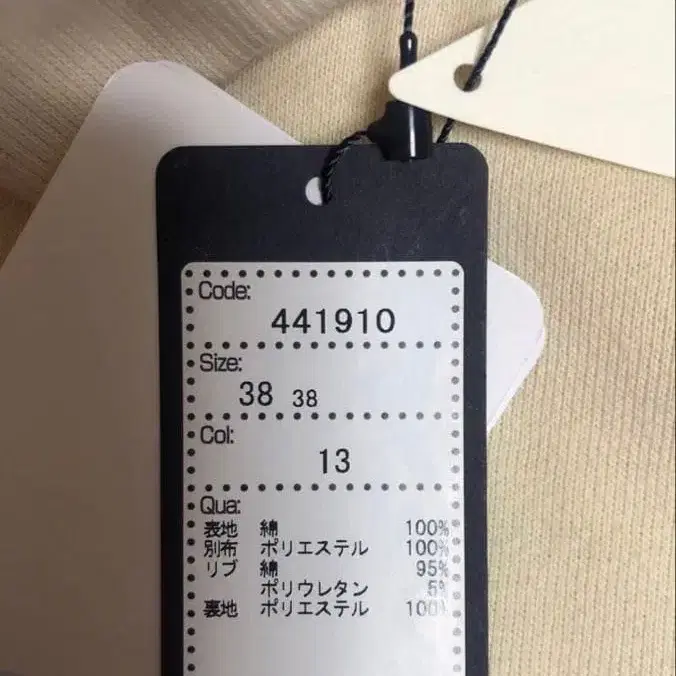 Code:
441910
Size:
38 38
Col:
13
Qua:
表地 綿 100%
別布 ポリエステル 100%
リブ 綿 95%
ポリウレタン 5%
裏地 ポリエステル 100%